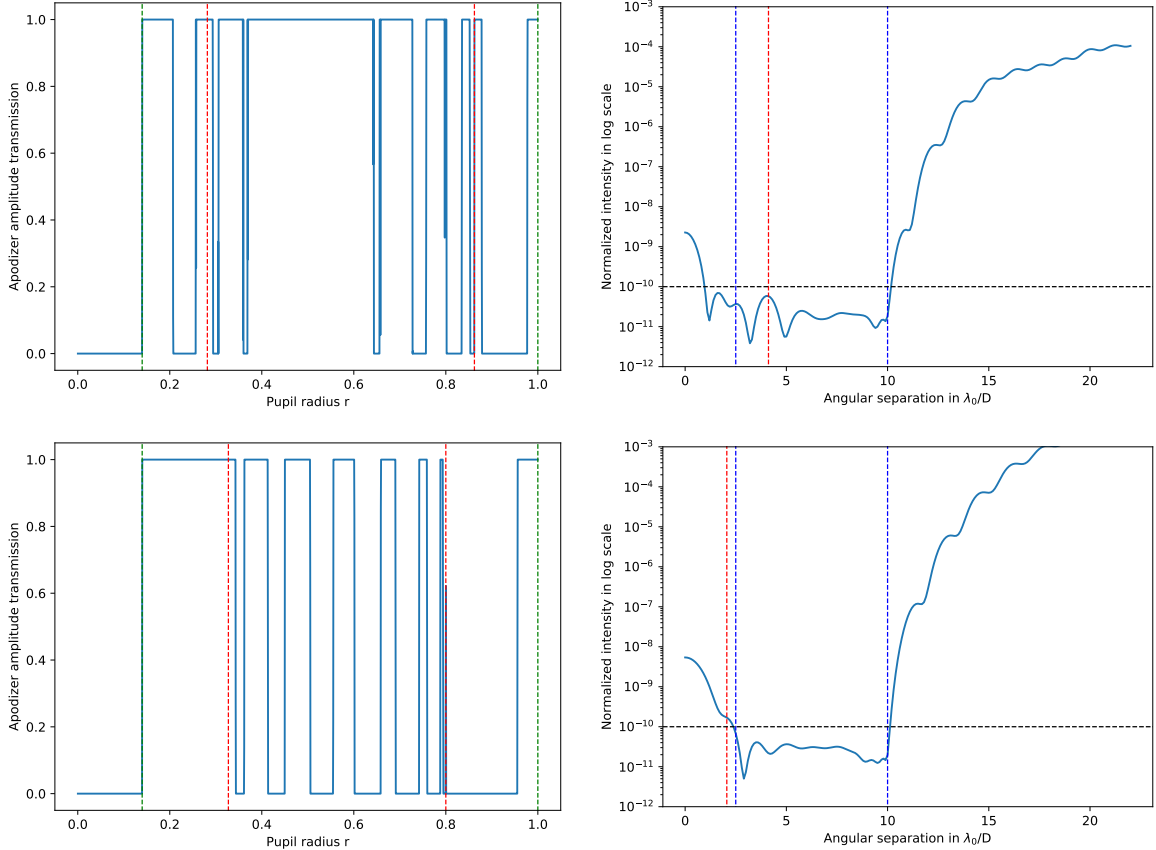 1.0
0.8
0.6
0.4
0.2
0.0
Apodizer amplitude transmission
0.0 0.2 0.4 0.6 0.8 1.0
Pupil radius r
10⁻³
10⁻⁴
10⁻⁵
10⁻⁶
10⁻⁷
10⁻⁸
10⁻⁹
10⁻¹⁰
10⁻¹¹
10⁻¹²
Normalized intensity in log scale
0 5 10 15 20
Angular separation in λ₀/D
1.0
0.8
0.6
0.4
0.2
0.0
Apodizer amplitude transmission
0.0 0.2 0.4 0.6 0.8 1.0
Pupil radius r
10⁻³
10⁻⁴
10⁻⁵
10⁻⁶
10⁻⁷
10⁻⁸
10⁻⁹
10⁻¹⁰
10⁻¹¹
10⁻¹²
Normalized intensity in log scale
0 5 10 15 20
Angular separation in λ₀/D